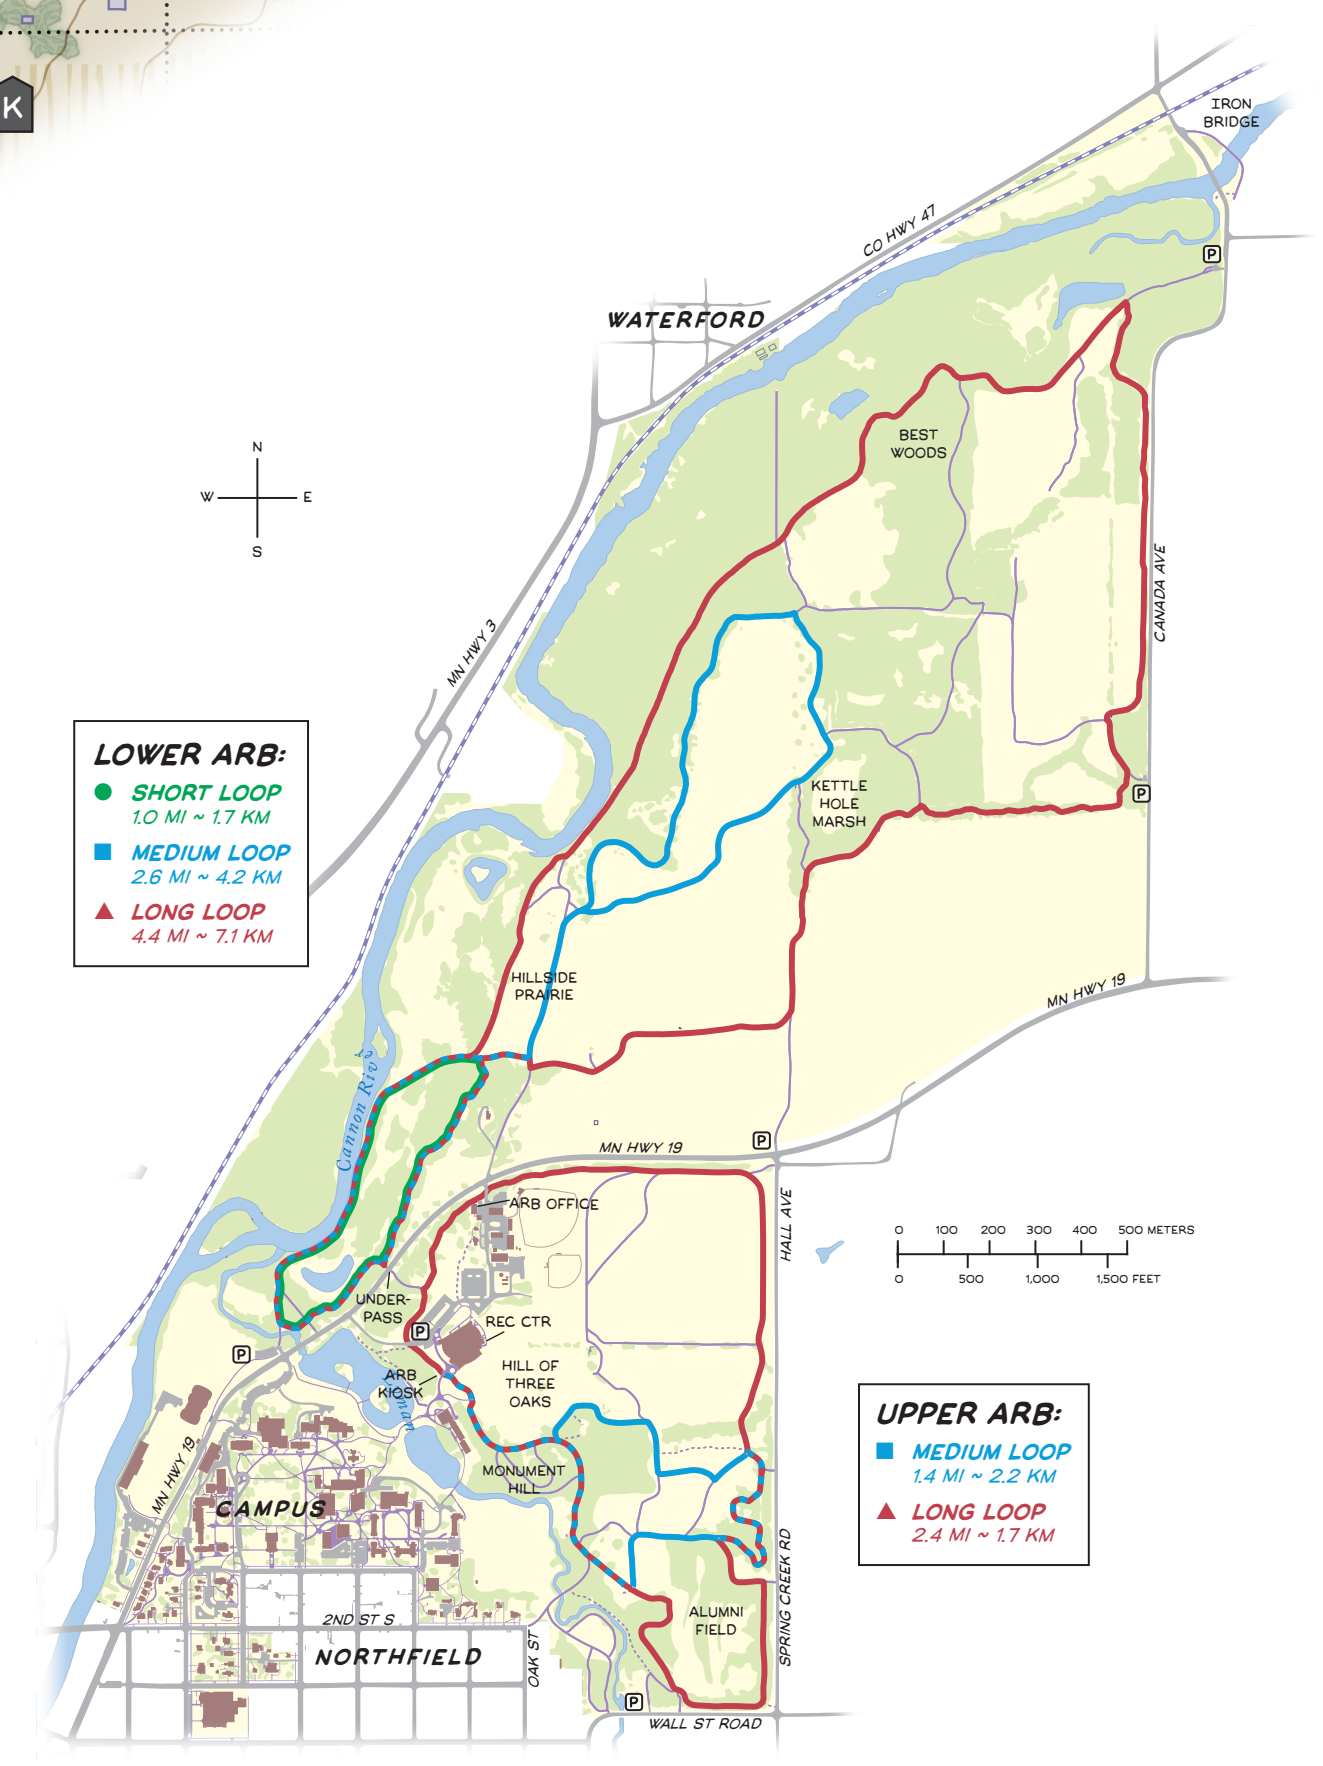 K
IRON
BRIDGE
CO HWY 47
P
WATERFORD
BEST
WOODS
N
W
E
S
CANADA AVE
MN HWY 3
LOWER ARB:
SHORT LOOP
1.0 MI ~ 1.7 KM
MEDIUM LOOP
2.6 MI ~ 4.2 KM
LONG LOOP
4.4 MI ~ 7.1 KM
KETTLE
HOLE
MARSH
P
HILLSIDE
PRAIRIE
MN HWY 19
Cannon River
MN HWY 19
P
ARB OFFICE
HALL AVE
0 100 200 300 400 500 METERS
0 500 1,000 1,500 FEET
UNDER-
PASS
P
REC CTR
P
ARB
KIOSK
HILL OF
THREE
OAKS
Lyman
UPPER ARB:
MEDIUM LOOP
1.4 MI ~ 2.2 KM
LONG LOOP
2.4 MI ~ 1.7 KM
MONUMENT
HILL
MN HWY 19
CAMPUS
SPRING CREEK RD
ALUMNI
FIELD
2ND ST S
NORTHFIELD
OAK ST
P
WALL ST ROAD